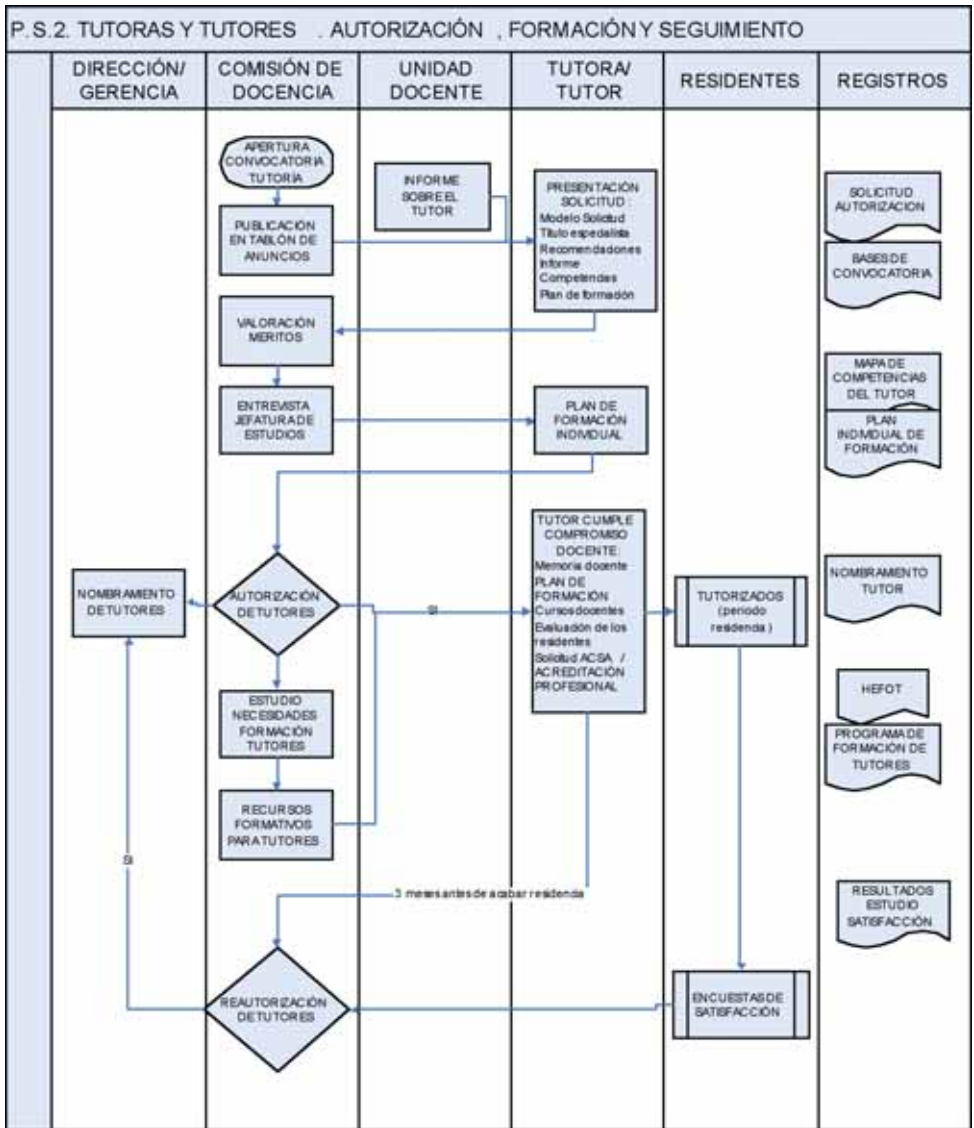 P.S.2. TUTORAS Y TUTORES . AUTORIZACIÓN , FORMACIÓN Y SEGUIMIENTO
DIRECCIÓN/
GERENCIA
COMISIÓN DE
DOCENCIA
UNIDAD
DOCENTE
TUTORA/
TUTOR
RESIDENTES
REGISTROS
APERTURA
CONVOCATORIA
TUTORÍA
PUBLICACION
EN TABLÓN DE
ANUNCIOS
INFORME
SOBRE EL
TUTOR
PRESENTACIÓN
SOLICITUD :
Modelo Solicitud
Título especialista
Recomendaciones
Informe
Competencias
Plan de formación
SOLICITUD
AUTORIZACION
BASES DE
CONVOCATORIA
VALORACIÓN
MERITOS
ENTREVISTA
JEFATURA DE
ESTUDIOS
PLAN DE
FORMACIÓN
INDIVIDUAL
MAPA DE
COMPETENCIAS
DEL TUTOR
PLAN
INDIVIDUAL DE
FORMACIÓN
NOMBRAMIENTO
DE TUTORES
AUTORIZACIÓN
DE TUTORES
SI
TUTOR CUMPLE
COMPROMISO
DOCENTE:
Memoria docente
PLAN DE
FORMACIÓN
Cursos docentes
Evaluación de los
residentes
Solicitud ACSA /
ACREDITACIÓN
PROFESIONAL
TUTORIZADOS
(periodo
residencia )
NOMBRAMIENTO
TUTOR
ESTUDIO
NECESIDADES
FORMACIÓN
TUTORES
HEFOT
PROGRAMA DE
FORMACIÓN DE
TUTORES
RECURSOS
FORMATIVOS
PARA TUTORES
SI
3 meses antes de acabar residencia
RESULTADOS
ESTUDIO
SATISFACCIÓN
REAUTORIZACIÓN
DE TUTORES
ENCUESTAS DE
SATISFACCIÓN